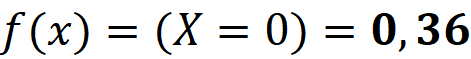 f(x) = (X = 0) = 0,36